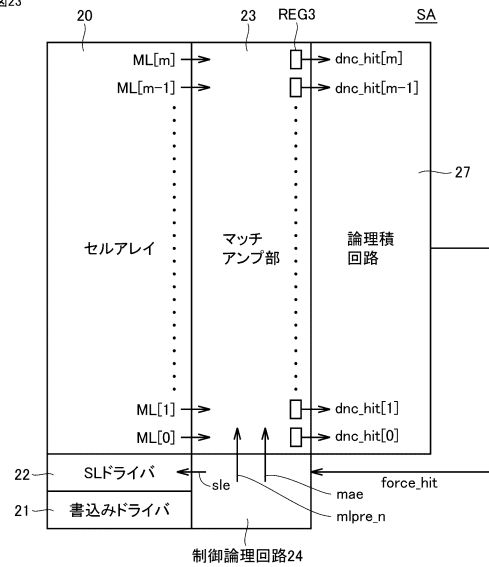 図23
20
23
REG3
SA
ML[m]
dnc_hit[m]
ML[m-1]
dnc_hit[m-1]
27
セルアレイ
マッチ
アンプ部
論理積
回路
ML[1]
dnc_hit[1]
ML[0]
dnc_hit[0]
22
SLドライバ
sle
mae
force_hit
21
書込みドライバ
mlpre_n
制御論理回路24